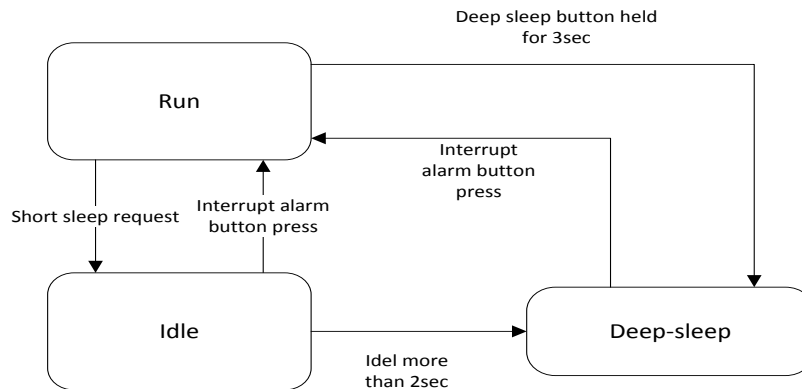 Deep sleep button held
for 3sec
Run
Interrupt
alarm button
press
Short sleep request
Interrupt alarm
button press
Idle
Deep-sleep
Idel more
than 2sec